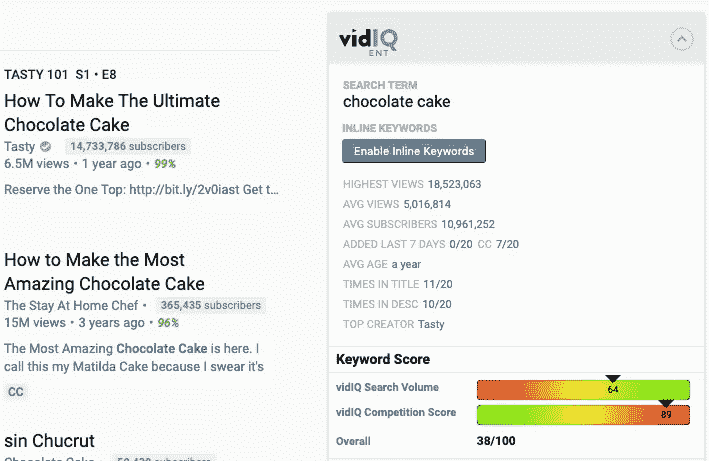 TASTY 101 S1 • E8
How To Make The Ultimate
Chocolate Cake
Tasty 14,733,786 subscribers
6.5M views • 1 year ago • 99%
Reserve the One Top: http://bit.ly/2v0iast Get t...
How to Make the Most
Amazing Chocolate Cake
The Stay At Home Chef • 365,435 subscribers
15M views • 3 years ago • 96%
The Most Amazing Chocolate Cake is here. I
call this my Matilda Cake because I swear it's
CC
sin Chucrut
vidIQ
ENT
SEARCH TERM
chocolate cake
INLINE KEYWORDS
Enable Inline Keywords
HIGHEST VIEWS 18,523,063
AVG VIEWS 5,016,814
AVG SUBSCRIBERS 10,961,252
ADDED LAST 7 DAYS 0/20 CC 7/20
AVG AGE a year
TIMES IN TITLE 11/20
TIMES IN DESC 10/20
TOP CREATOR Tasty
Keyword Score
vidIQ Search Volume 64
vidIQ Competition Score 89
Overall 38/100